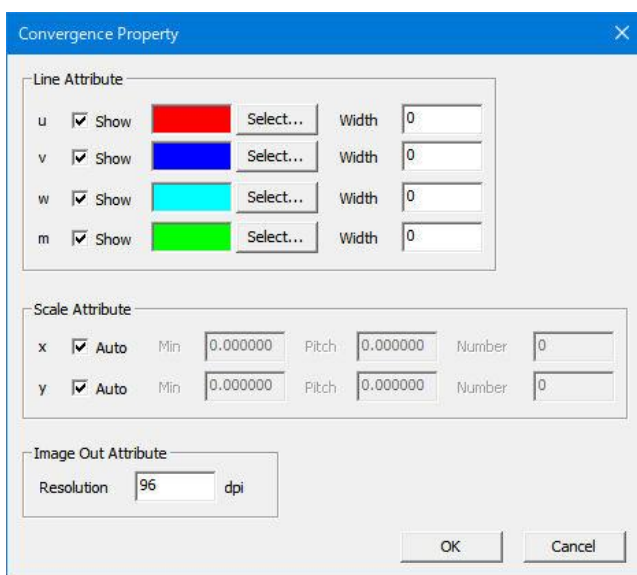 Convergence Property
Line Attribute
u Show Select... Width 0
v Show Select... Width 0
w Show Select... Width 0
m Show Select... Width 0
Scale Attribute
x Auto Min 0.000000 Pitch 0.000000 Number 0
y Auto Min 0.000000 Pitch 0.000000 Number 0
Image Out Attribute
Resolution 96 dpi
OK Cancel